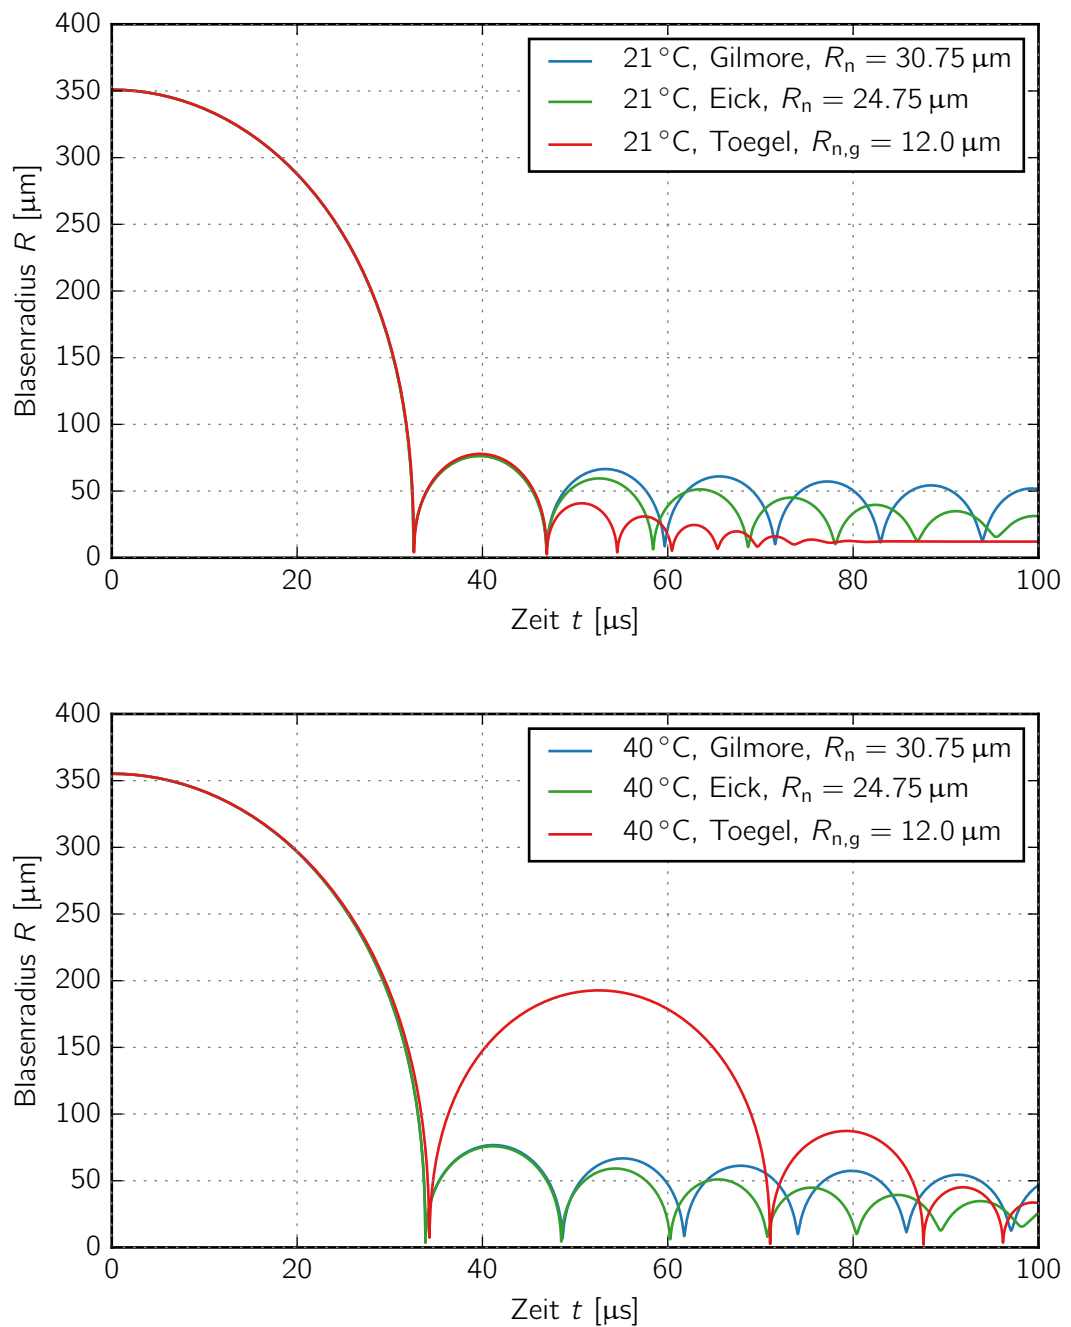 400
350
300
250
200
150
100
50
0
Blasenradius R [μm]
21 °C, Gilmore, Rn = 30.75 μm
21 °C, Eick, Rn = 24.75 μm
21 °C, Toegel, Rn,g = 12.0 μm
0 20 40 60 80 100
Zeit t [μs]
400
350
300
250
200
150
100
50
0
Blasenradius R [μm]
40 °C, Gilmore, Rn = 30.75 μm
40 °C, Eick, Rn = 24.75 μm
40 °C, Toegel, Rn,g = 12.0 μm
0 20 40 60 80 100
Zeit t [μs]